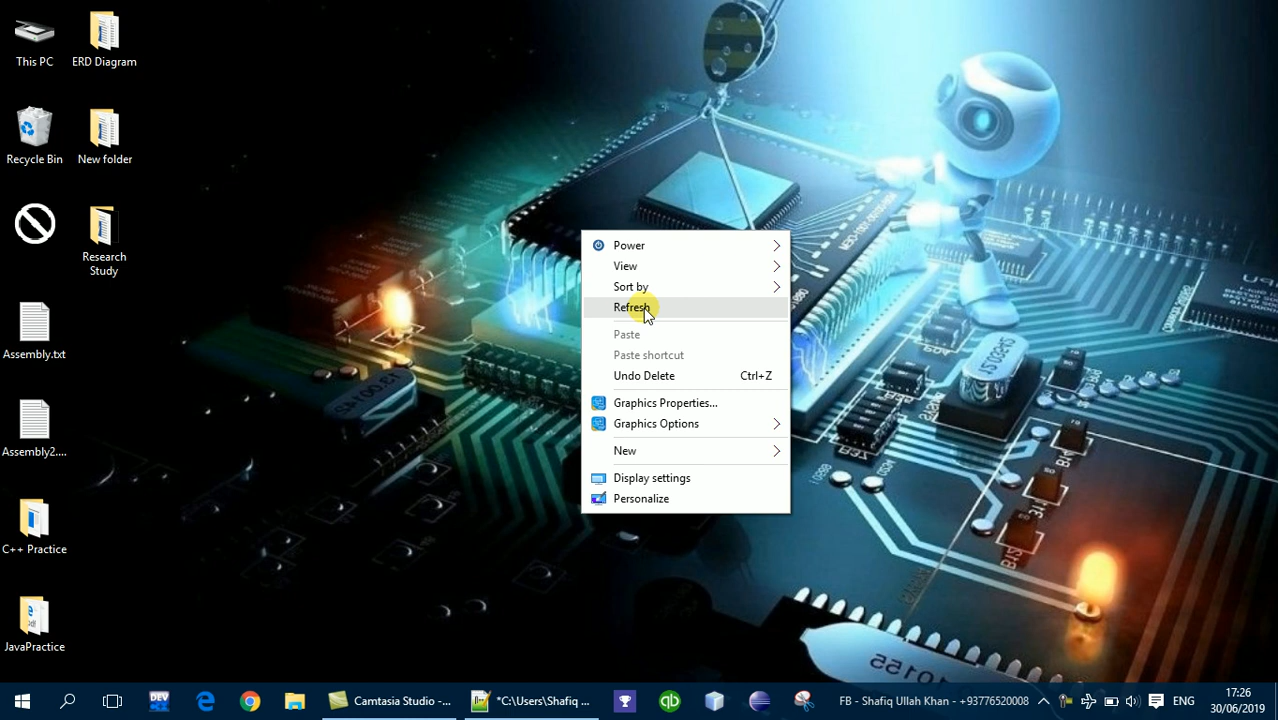 This PC
ERD Diagram
Recycle Bin
New folder
Research
Study
Assembly.txt
Assembly2....
C++ Practice
JavaPractice
Power
View
Sort by
Refresh
Paste
Paste shortcut
Undo Delete Ctrl+Z
Graphics Properties...
Graphics Options
New
Display settings
Personalize
DEV
Camtasia Studio -...
*C:\Users\Shafiq ...
qb
FB - Shafiq Ullah Khan - +93776520008
ENG
17:26
30/06/2019